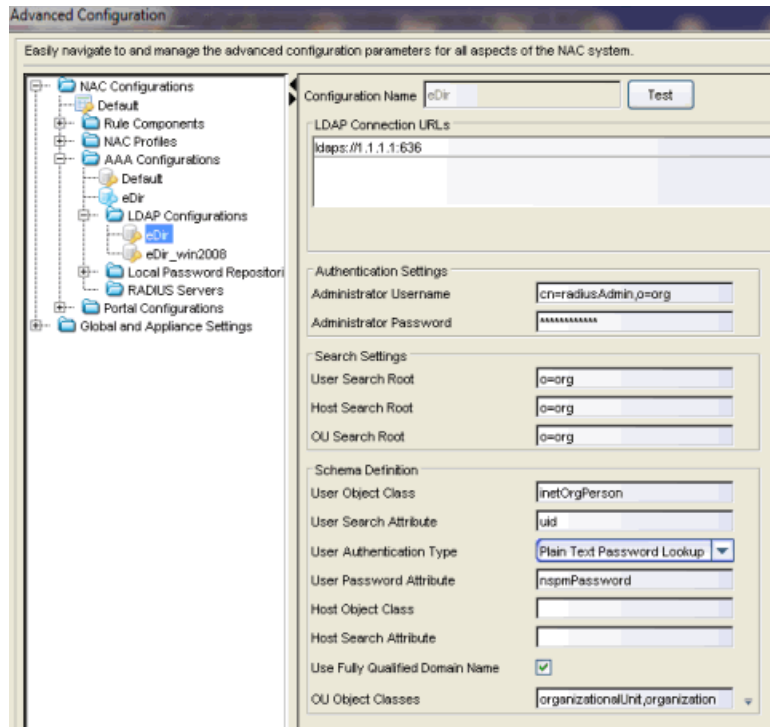 Advanced Configuration
Easily navigate to and manage the advanced configuration parameters for all aspects of the NAC system.
NAC Configurations
Default
Rule Components
NAC Profiles
AAA Configurations
Default
eDir
LDAP Configurations
eDir
eDir_win2008
Local Password Repositori
RADIUS Servers
Portal Configurations
Global and Appliance Settings
Configuration Name eDir Test
LDAP Connection URLs
ldaps://1.1.1.1:636
Authentication Settings
Administrator Username cn=radiusAdmin,o=org
Administrator Password ************
Search Settings
User Search Root o=org
Host Search Root o=org
OU Search Root o=org
Schema Definition
User Object Class inetOrgPerson
User Search Attribute uid
User Authentication Type Plain Text Password Lookup
User Password Attribute nspmPassword
Host Object Class
Host Search Attribute
Use Fully Qualified Domain Name
OU Object Classes organizationalUnit,organization